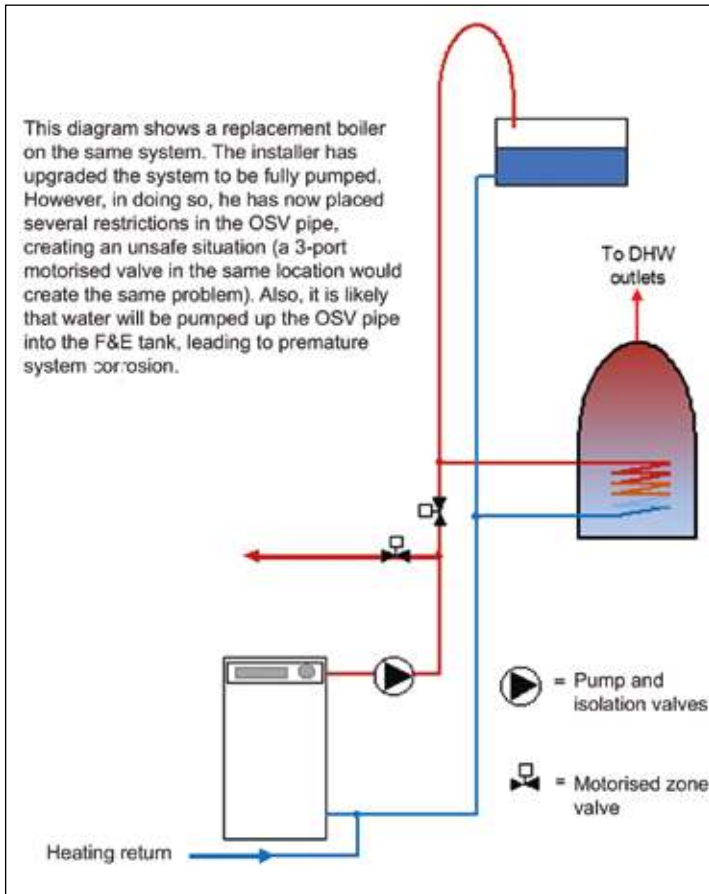 This diagram shows a replacement boiler
on the same system. The installer has
upgraded the system to be fully pumped.
However, in doing so, he has now placed
several restrictions in the OSV pipe,
creating an unsafe situation (a 3-port
motorised valve in the same location would
create the same problem). Also, it is likely
that water will be pumped up the OSV pipe
into the F&E tank, leading to premature
system corrosion.
To DHW
outlets
= Pump and
isolation valves
= Motorised zone
valve
Heating return